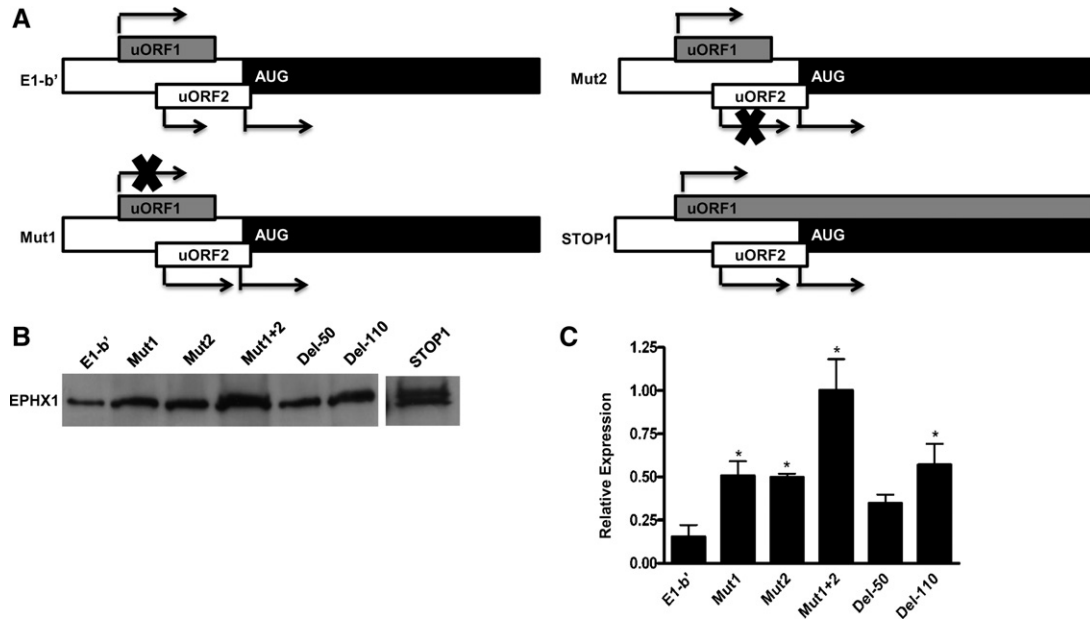 A
uORF1
E1-b'
AUG
uORF2
uORF1
Mut2
AUG
uORF2
uORF1
Mut1
AUG
uORF2
uORF1
STOP1
AUG
uORF2
B
E1-b'
Mut1
Mut2
Mut1+2
Del-50
Del-110
STOP1
EPHX1
C
Relative Expression
1.25
1.00
0.75
0.50
0.25
0.00
*
*
*
*
E1-b'
Mut1
Mut2
Mut1+2
Del-50
Del-110